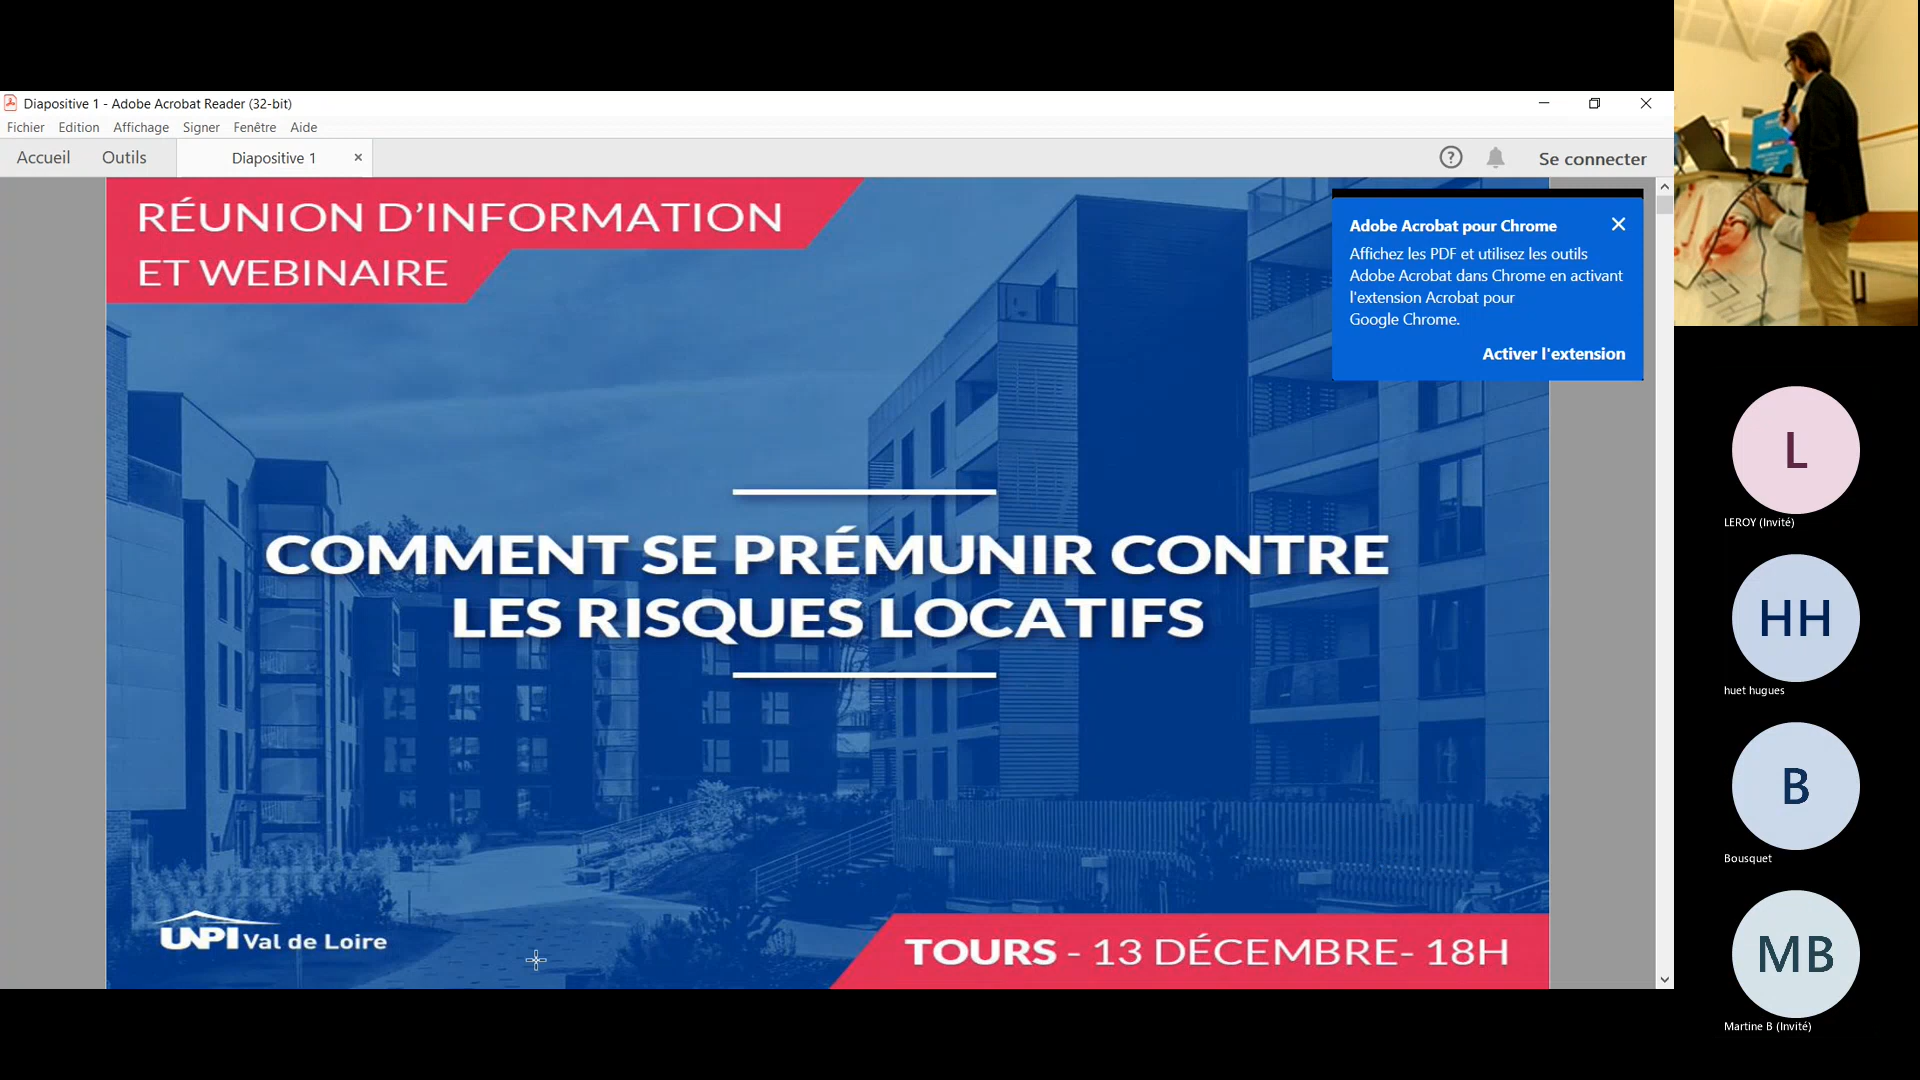 Diapositive 1 - Adobe Acrobat Reader (32-bit)
Fichier Edition Affichage Signer Fenêtre Aide
Accueil Outils Diapositive 1 × ? Se connecter
RÉUNION D'INFORMATION
ET WEBINAIRE
Adobe Acrobat pour Chrome
Affichez les PDF et utilisez les outils
Adobe Acrobat dans Chrome en activant
l'extension Acrobat pour
Google Chrome.
Activer l'extension
COMMENT SE PRÉMUNIR CONTRE
LES RISQUES LOCATIFS
UNPI Val de Loire
TOURS - 13 DÉCEMBRE- 18H
L
LEROY (Invité)
HH
huet hugues
B
Bousquet
MB
Martine B (Invité)